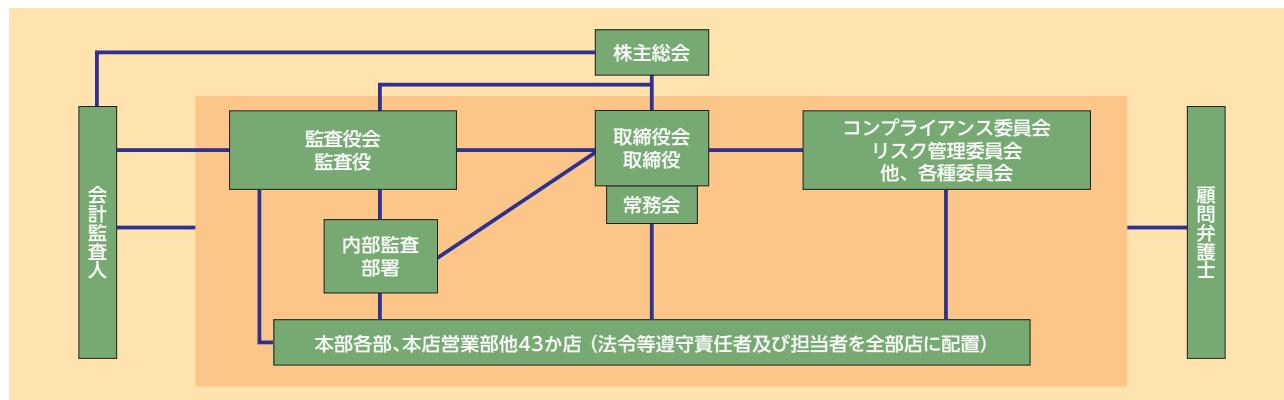 株主総会
監査役会
監査役
取締役会
取締役
常務会
コンプライアンス委員会
リスク管理委員会
他、各種委員会
会計監査人
内部監査
部署
顧問弁護士
本部各部、本店営業部他43か店（法令等遵守責任者及び担当者を全部店に配置）